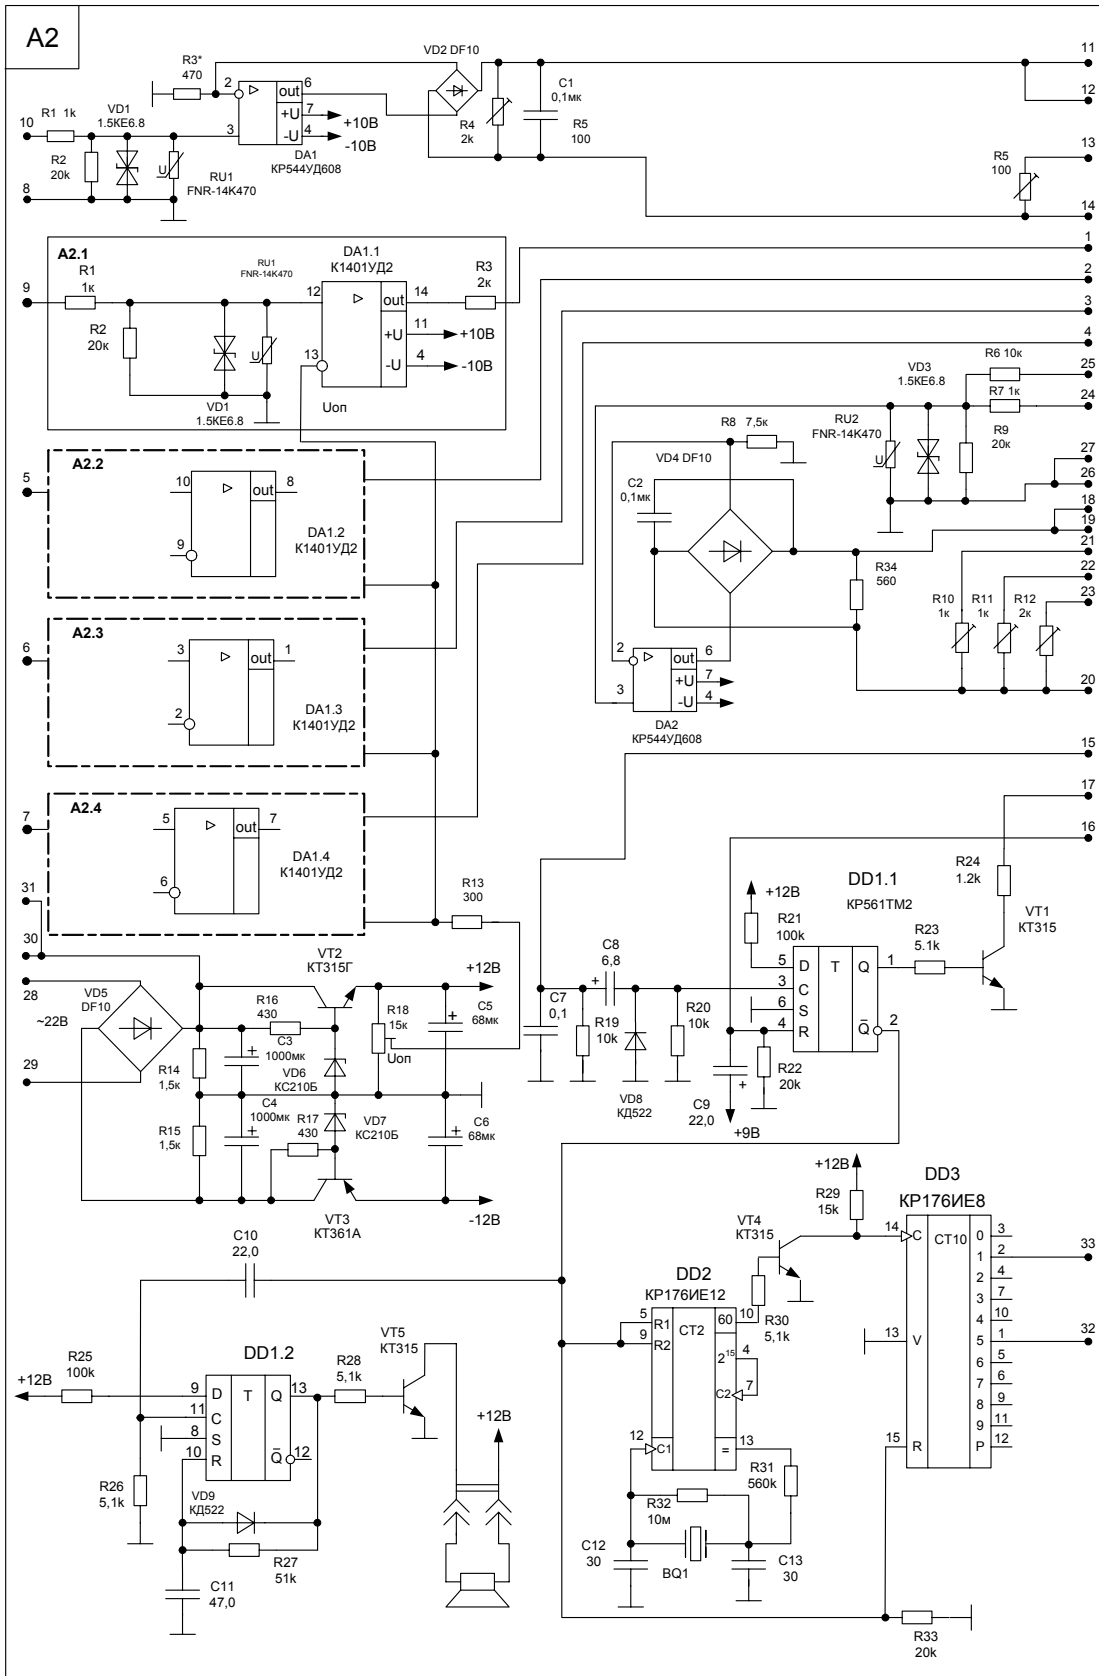 A2
R3*
470
VD2 DF10
11
12
2
out
6
+U
7
-U
4
+10В
-10В
3
DA1
КР544УД608
10
R1 1k
VD1
1.5KE6.8
R2
20k
U
RU1
FNR-14K470
8
R4
2k
C1
0,1мк
R5
100
13
R5
100
14
A2.1
9
R1
1к
R2
20к
RU1
FNR-14K470
U
VD1
1.5KE6.8
DA1.1
К1401УД2
12
13
out
14
+U
11
-U
4
+10В
-10В
Uоп
R3
2к
1
2
3
4
R6 10к
25
VD3
1.5KE6.8
R7 1к
24
RU2
FNR-14K470
U
R9
20к
27
26
18
19
21
22
23
20
A2.2
5
10
9
out
8
DA1.2
К1401УД2
R8 7,5к
VD4 DF10
C2
0,1мк
R34
560
R10
1к
R11
1к
R12
2к
A2.3
6
3
2
out
1
DA1.3
К1401УД2
2
3
out
6
+U
7
-U
4
DA2
КР544УД608
15
17
16
A2.4
7
5
6
out
7
DA1.4
К1401УД2
31
30
28
29
R13
300
VD5
DF10
~22В
VT2
КТ315Г
+12В
R16
430
R18
15к
Uоп
C5
68мк
C3
1000мк
VD6
КС210Б
R14
1,5к
C4
1000мк
R15
1,5к
R17
430
VD7
КС210Б
C6
68мк
VT3
КТ361А
-12В
C7
0,1
C8
6,8
+
R19
10k
VD8
КД522
R20
10k
+12В
R21
100k
DD1.1
КР561ТМ2
5
D
T
Q
1
3
C
6
S
4
R
Q
2
R22
20k
C9
22,0
+
+9В
R23
5.1k
R24
1.2k
VT1
КТ315
C10
22,0
+12В
R29
15k
VT4
КТ315
DD3
КР176ИЕ8
14
C
CT10
0
3
1
2
2
4
3
7
4
10
5
1
6
5
7
6
8
9
9
11
P
12
13
V
15
R
33
32
DD2
КР176ИЕ12
5
R1
9
R2
CT2
60
10
2¹⁵
4
C2
7
12
C1
=
13
R30
5,1k
R31
560k
R32
10м
C12
30
BQ1
C13
30
R33
20k
+12В
R25
100k
DD1.2
9
D
T
Q
13
11
C
8
S
10
R
Q
12
R28
5,1k
VT5
КТ315
+12В
R26
5,1k
VD9
КД522
R27
51k
C11
47,0